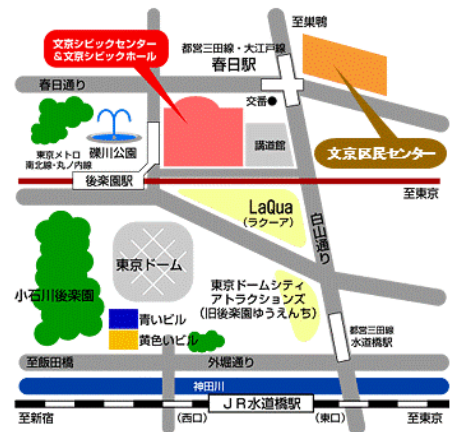 至巣鴨
文京シビックセンター
&文京シビックホール
都営三田線・大江戸線
春日駅
春日通り
交番●
礫川公園
講道館
文京区民センター
東京メトロ
南北線・丸ノ内線
後楽園駅
至東京
LaQua
(ラクーア)
白山通り
東京ドーム
小石川後楽園
東京ドームシティ
アトラクションズ
(旧後楽園ゆうえんち)
青いビル
黄色いビル
都営三田線
水道橋駅
至飯田橋
外堀通り
神田川
JR水道橋駅
至新宿
(西口)
(東口)
至東京